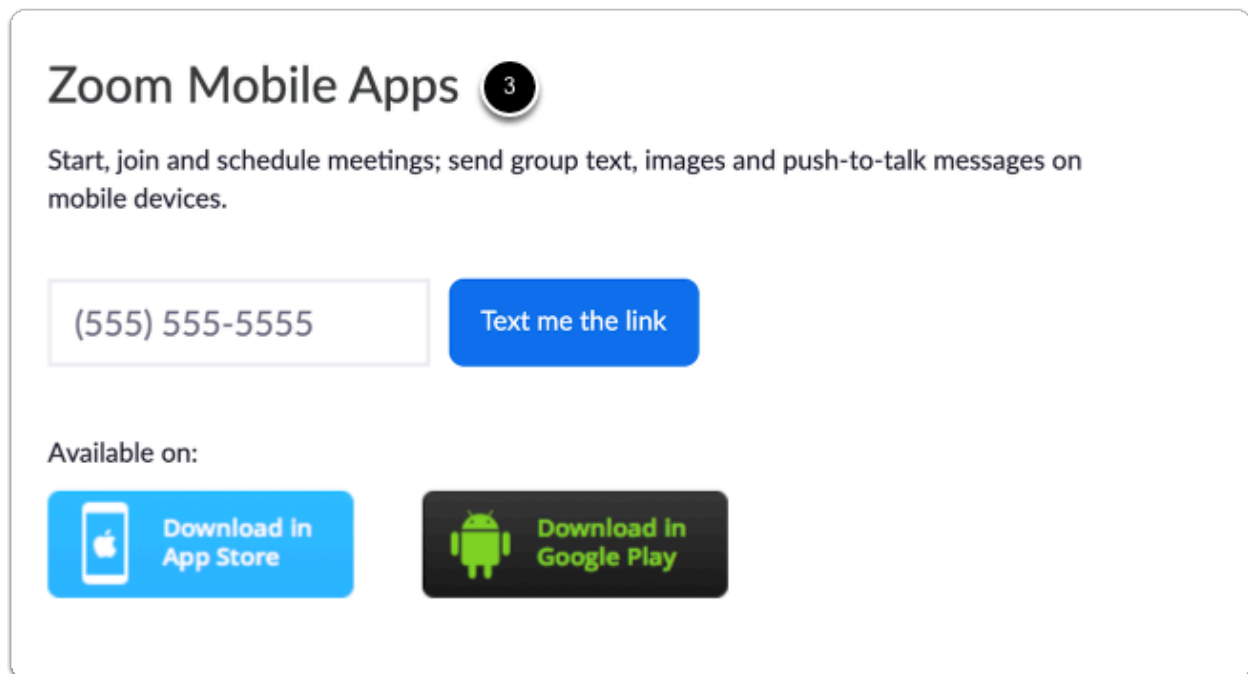 Zoom Mobile Apps 3
Start, join and schedule meetings; send group text, images and push-to-talk messages on
mobile devices.
(555) 555-5555 Text me the link
Available on:
Download in
App Store
Download in
Google Play